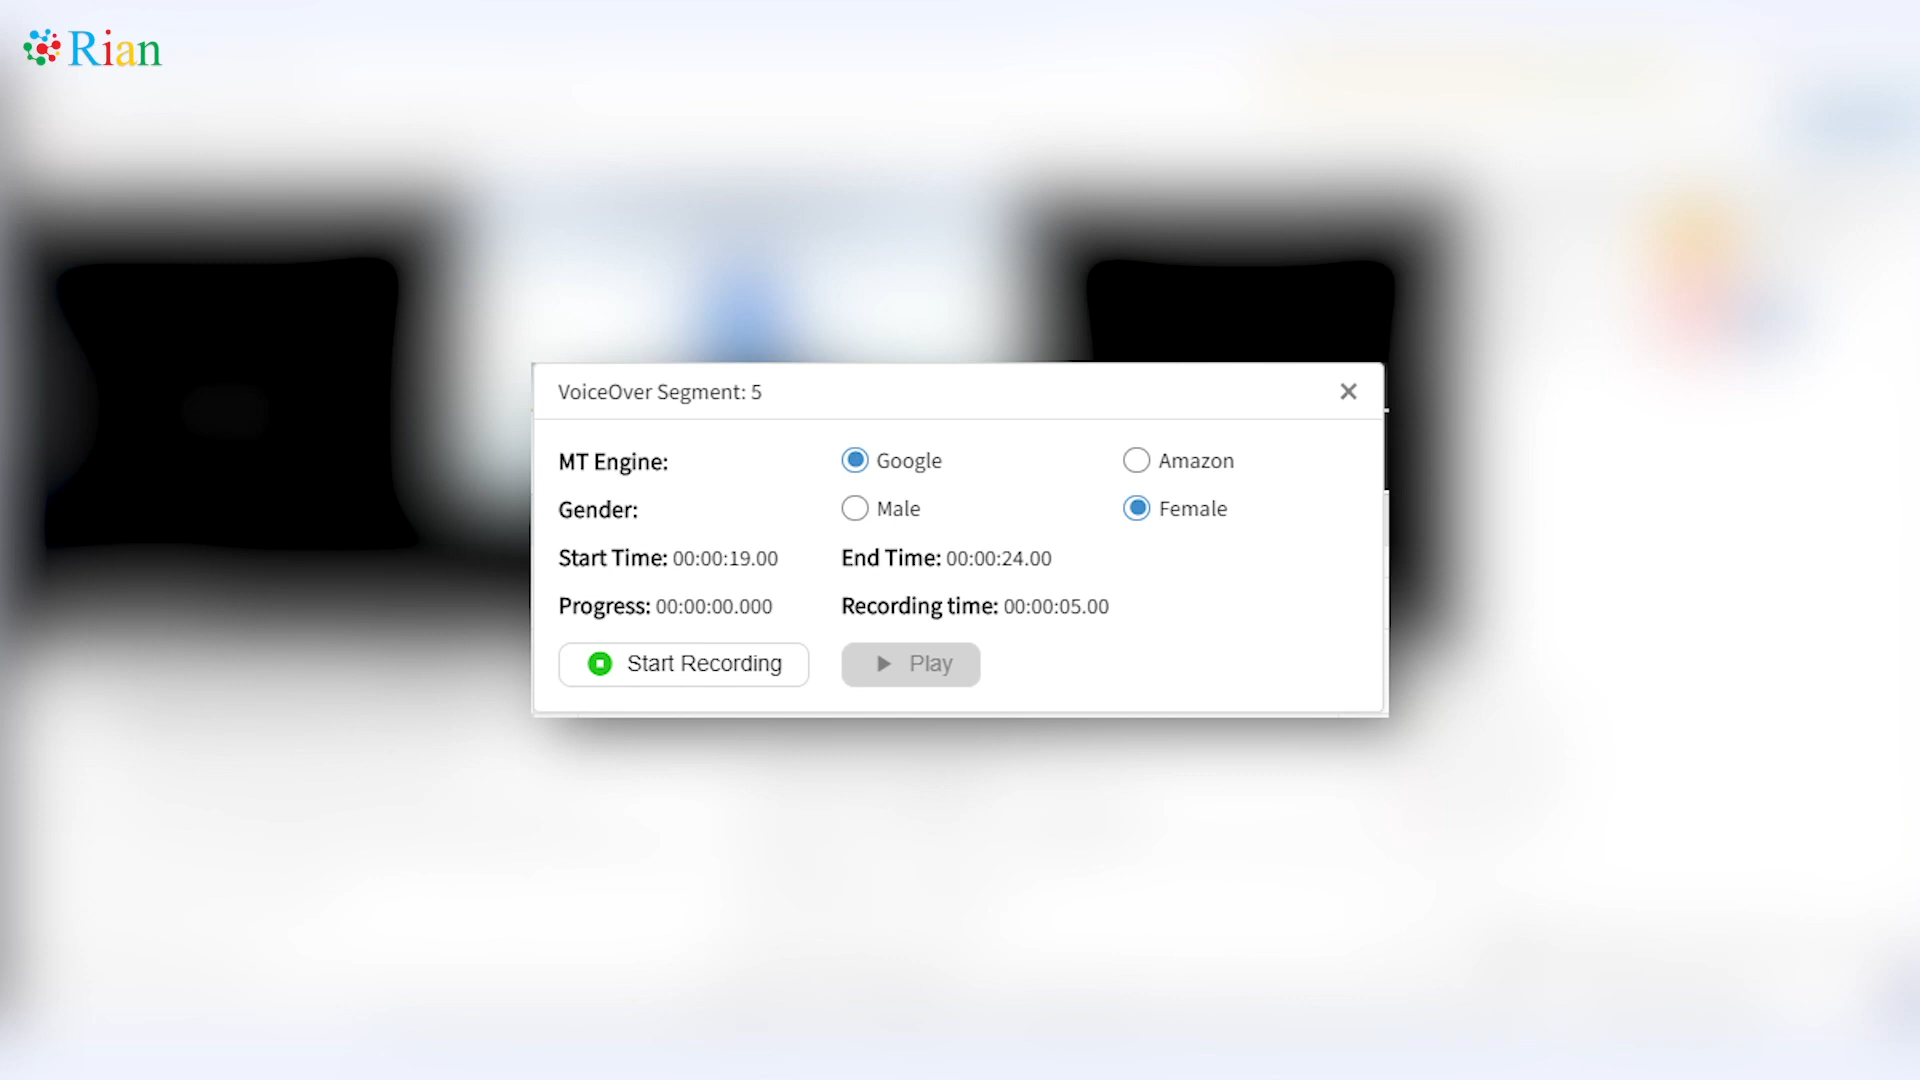 Rian
VoiceOver Segment: 5
MT Engine: Google Amazon
Gender: Male Female
Start Time: 00:00:19.00 End Time: 00:00:24.00
Progress: 00:00:00.000 Recording time: 00:00:05.00
Start Recording Play